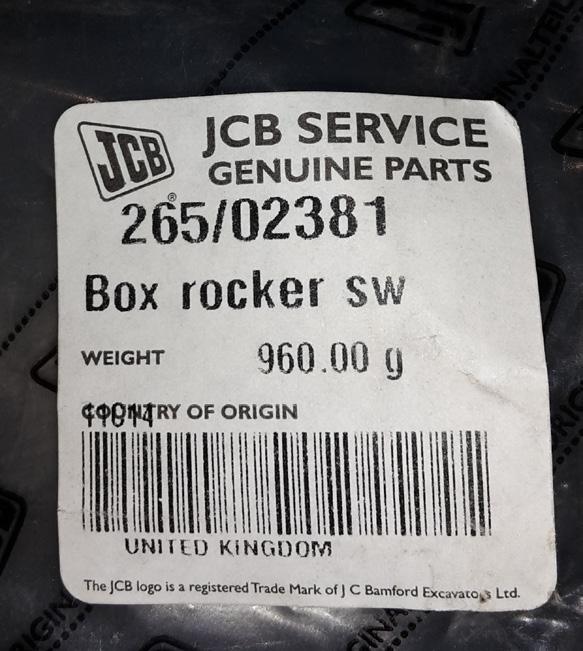 JCB
JCB SERVICE
GENUINE PARTS
®
265/02381
Box rocker sw
WEIGHT 960.00 g
COUNTRY OF ORIGIN
UNITED KINGDOM
The JCB logo is a registered Trade Mark of J C Bamford Excavators Ltd.